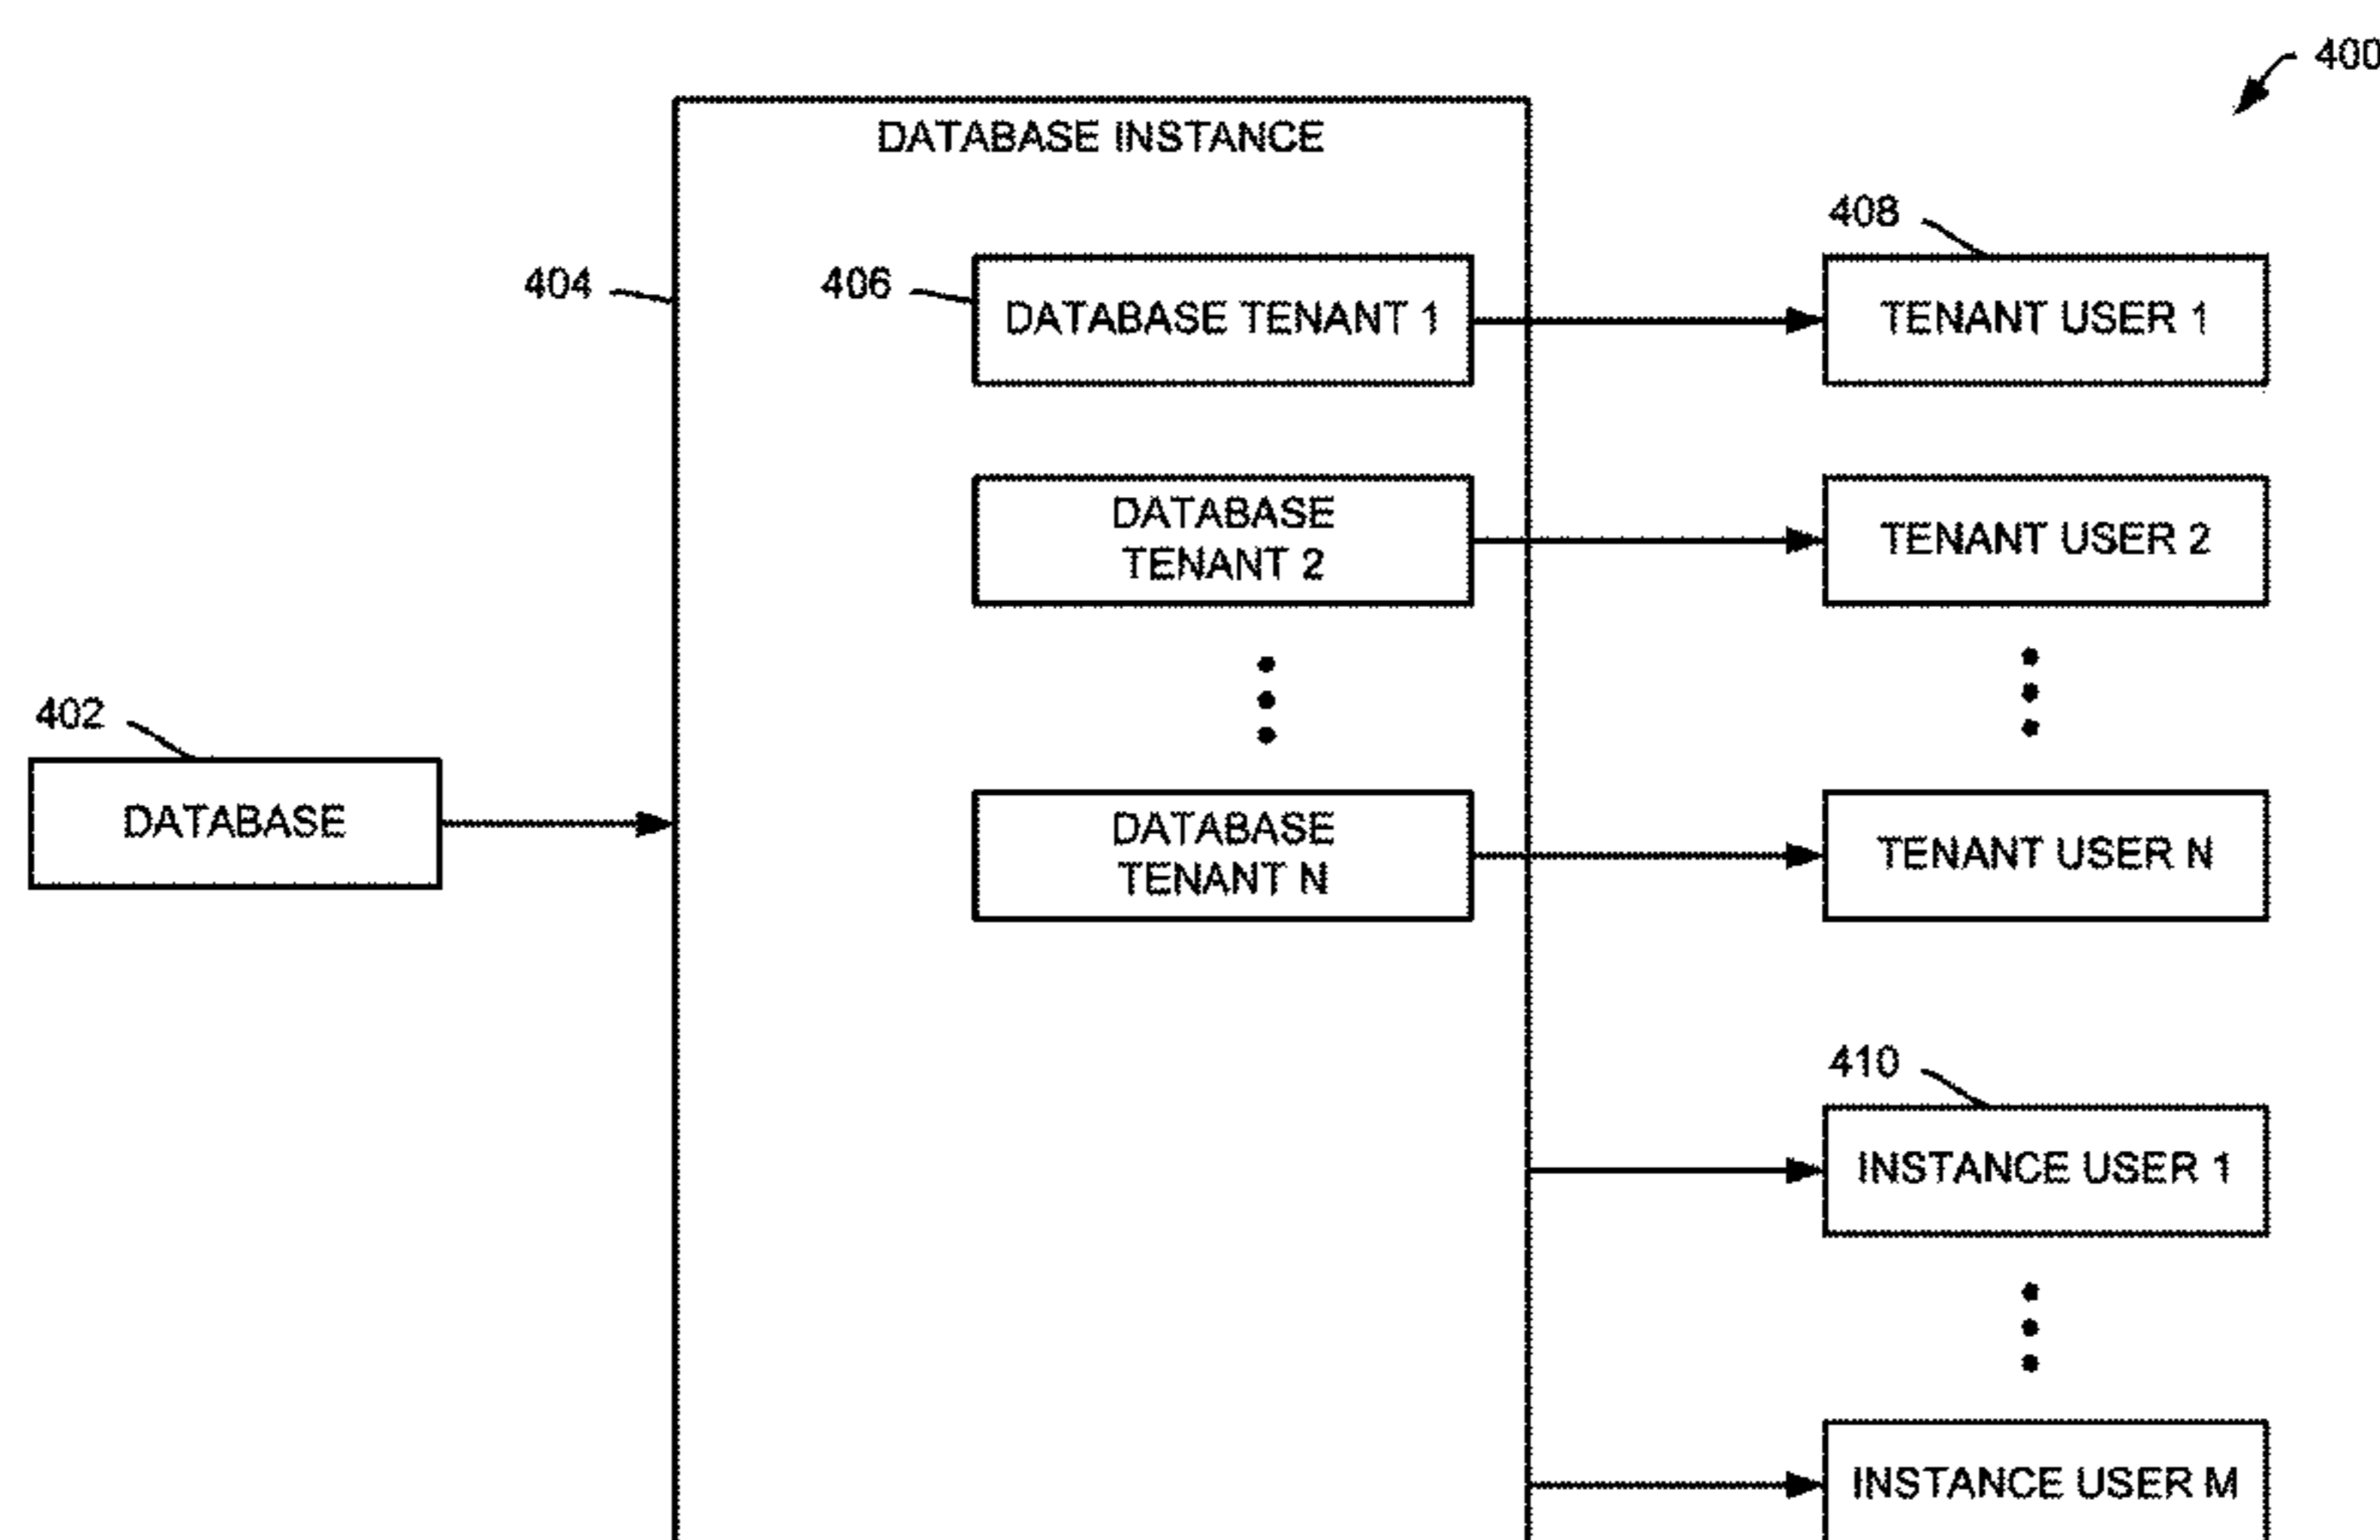 400
DATABASE INSTANCE
408
404
406
DATABASE TENANT 1
TENANT USER 1
DATABASE
TENANT 2
TENANT USER 2
402
DATABASE
DATABASE
TENANT N
TENANT USER N
410
INSTANCE USER 1
INSTANCE USER M